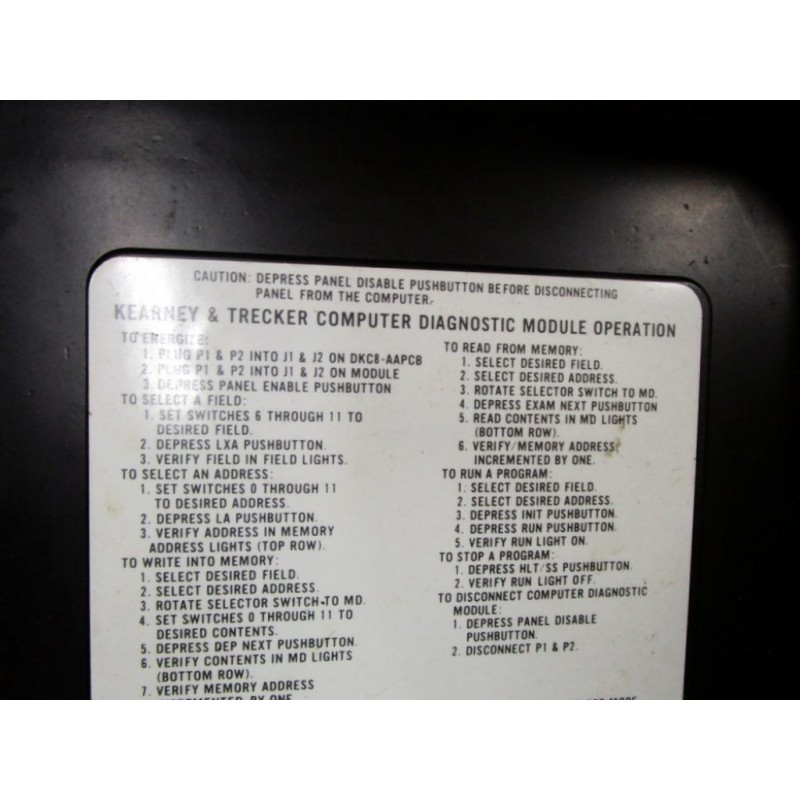 CAUTION: DEPRESS PANEL DISABLE PUSHBUTTON BEFORE DISCONNECTING
PANEL FROM THE COMPUTER.
KEARNEY & TRECKER COMPUTER DIAGNOSTIC MODULE OPERATION
TO ENERGIZE:
1. PLUG P1 & P2 INTO J1 & J2 ON DKC8-AAPCB
2. PLUG P1 & P2 INTO J1 & J2 ON MODULE
3. DEPRESS PANEL ENABLE PUSHBUTTON
TO SELECT A FIELD:
1. SET SWITCHES 6 THROUGH 11 TO
DESIRED FIELD.
2. DEPRESS LXA PUSHBUTTON.
3. VERIFY FIELD IN FIELD LIGHTS.
TO SELECT AN ADDRESS:
1. SET SWITCHES 0 THROUGH 11
TO DESIRED ADDRESS.
2. DEPRESS LA PUSHBUTTON.
3. VERIFY ADDRESS IN MEMORY
ADDRESS LIGHTS (TOP ROW).
TO WRITE INTO MEMORY:
1. SELECT DESIRED FIELD.
2. SELECT DESIRED ADDRESS.
3. ROTATE SELECTOR SWITCH TO MD.
4. SET SWITCHES 0 THROUGH 11 TO
DESIRED CONTENTS.
5. DEPRESS DEP NEXT PUSHBUTTON.
6. VERIFY CONTENTS IN MD LIGHTS
(BOTTOM ROW).
7. VERIFY MEMORY ADDRESS
INCREMENTED BY ONE
TO READ FROM MEMORY:
1. SELECT DESIRED FIELD.
2. SELECT DESIRED ADDRESS.
3. ROTATE SELECTOR SWITCH TO MD.
4. DEPRESS EXAM NEXT PUSHBUTTON
5. READ CONTENTS IN MD LIGHTS
(BOTTOM ROW).
6. VERIFY/MEMORY ADDRESS
INCREMENTED BY ONE.
TO RUN A PROGRAM:
1. SELECT DESIRED FIELD.
2. SELECT DESIRED ADDRESS.
3. DEPRESS INIT PUSHBUTTON.
4. DEPRESS RUN PUSHBUTTON.
5. VERIFY RUN LIGHT ON.
TO STOP A PROGRAM:
1. DEPRESS HLT/SS PUSHBUTTON.
2. VERIFY RUN LIGHT OFF.
TO DISCONNECT COMPUTER DIAGNOSTIC
MODULE:
1. DEPRESS PANEL DISABLE
PUSHBUTTON.
2. DISCONNECT P1 & P2.